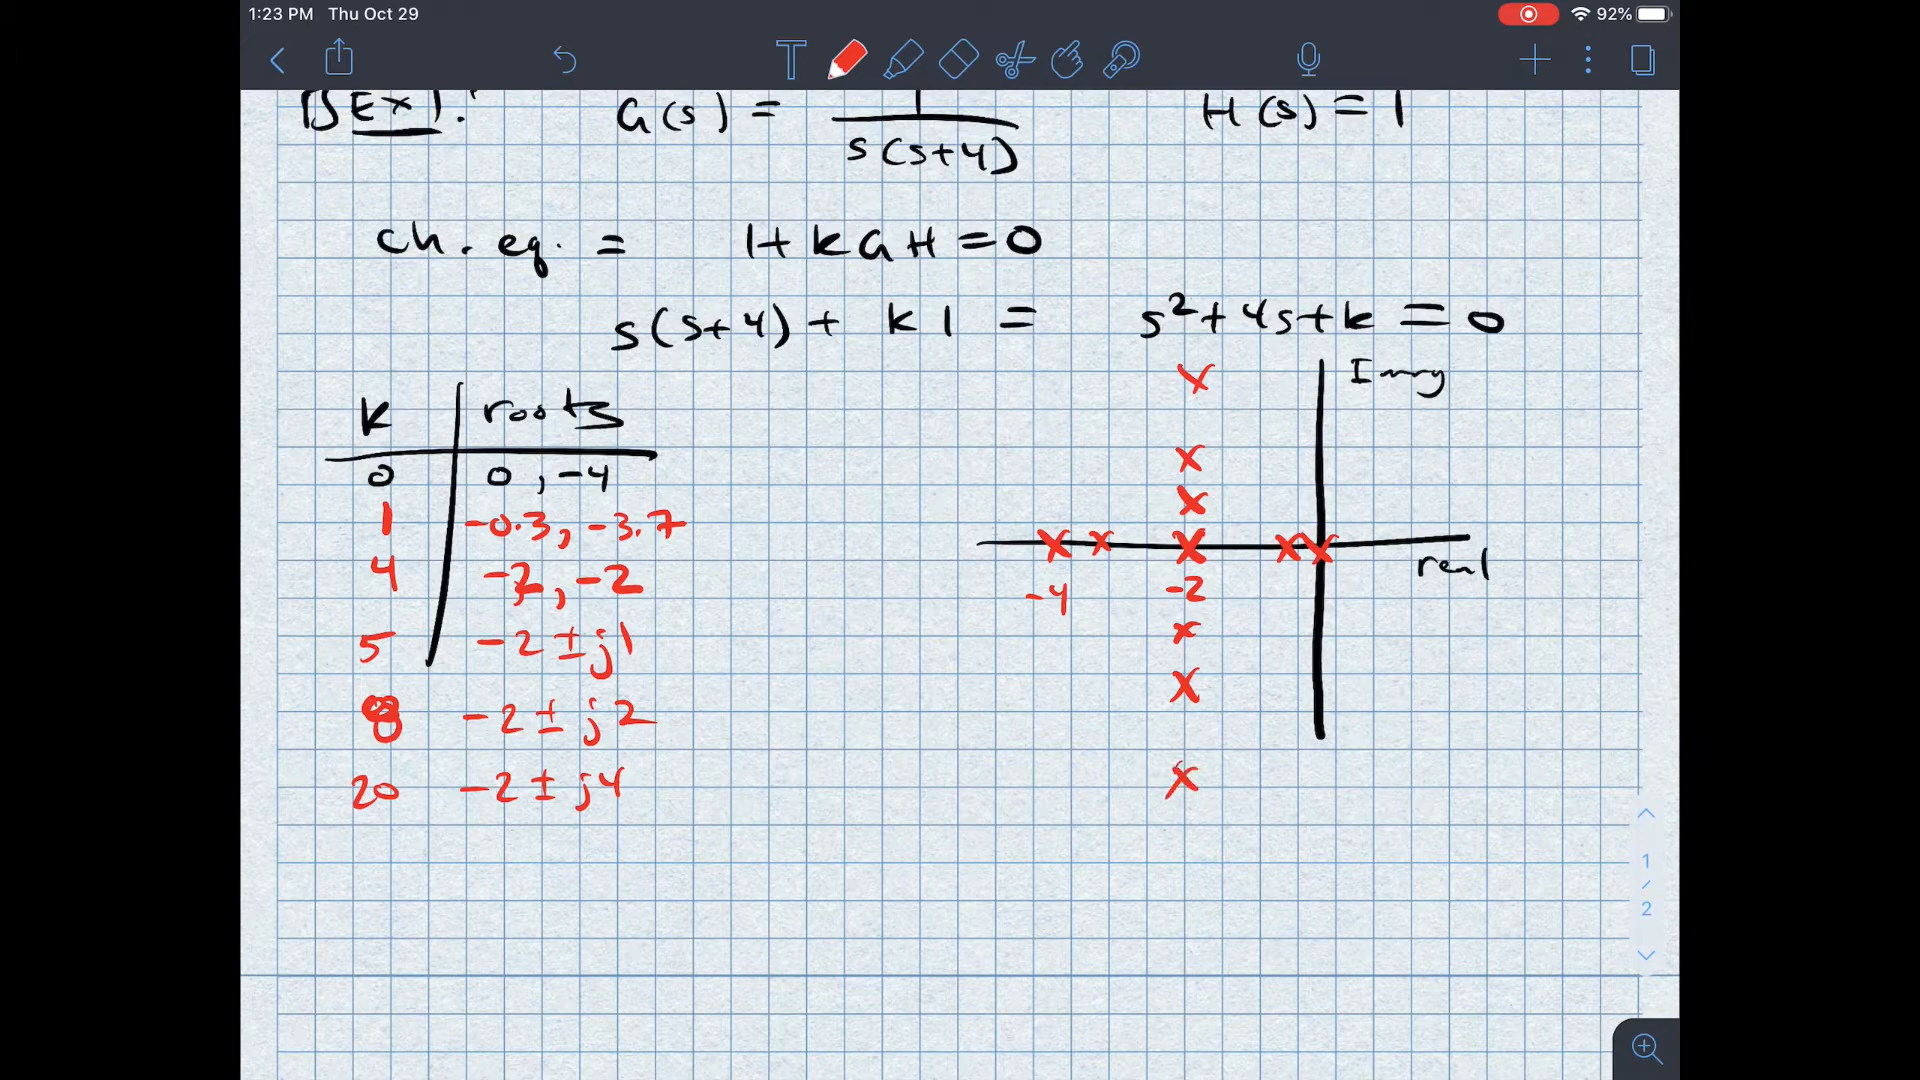 1:23 PM Thu Oct 29 92%
Ex 1: G(s) = 1 / s(s+4) H(s) = 1
ch. eq. = 1+kGH=0
s(s+4)+ k1 = s²+4s+k=0
Imag
k roots
0 0, -4
1 -0.3, -3.7
4 -2, -2
5 -2 ± j1
8 -2 ± j2
20 -2 ± j4
real
-4 -2
1/2